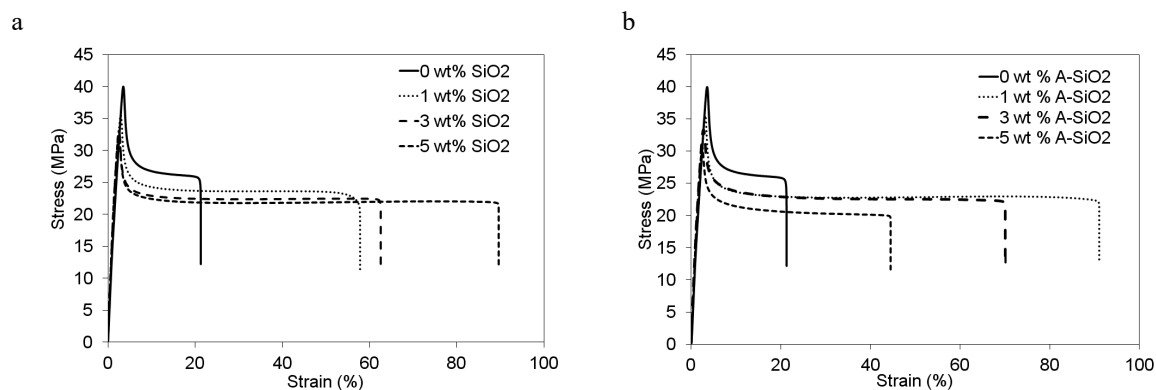 a
45
40
35
30
25
20
15
10
5
0
Stress (MPa)
0 wt% SiO2
1 wt% SiO2
3 wt% SiO2
5 wt% SiO2
0 20 40 60 80 100
Strain (%)
b
45
40
35
30
25
20
15
10
5
0
Stress (MPa)
0 wt % A-SiO2
1 wt % A-SiO2
3 wt % A-SiO2
5 wt % A-SiO2
0 20 40 60 80 100
Strain (%)